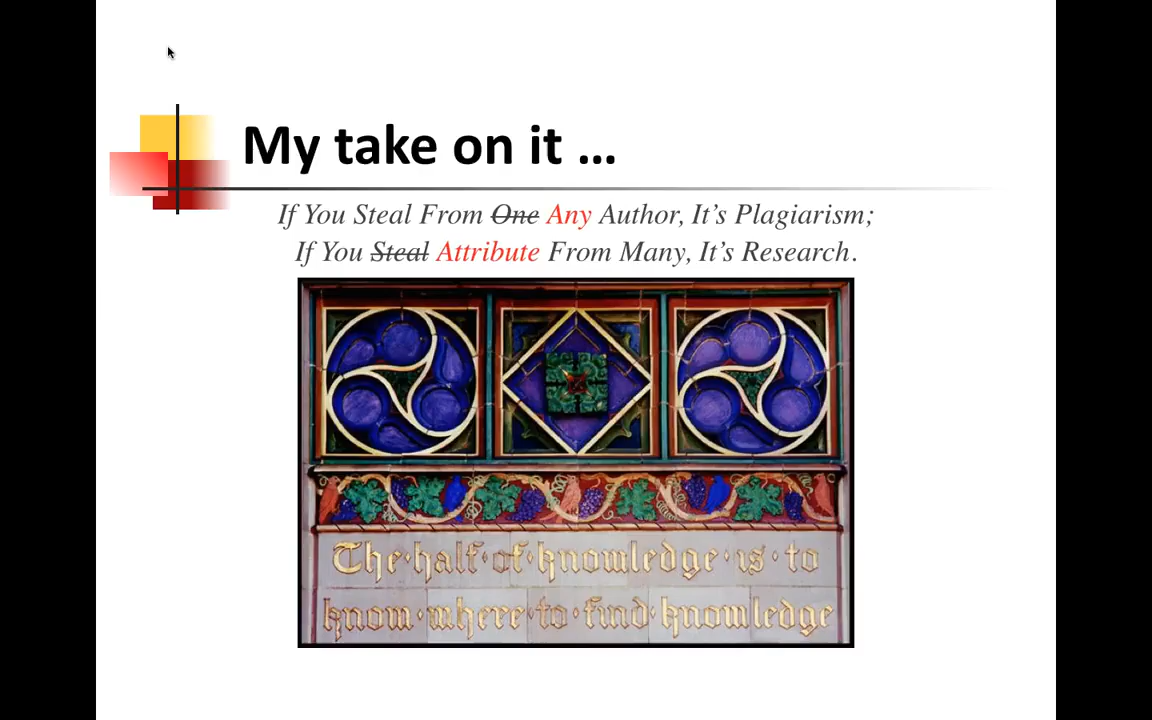 My take on it ...
If You Steal From One Any Author, It's Plagiarism;
If You Steal Attribute From Many, It's Research.
The·half·of·knowledge·is·to
know·where·to·find·knowledge